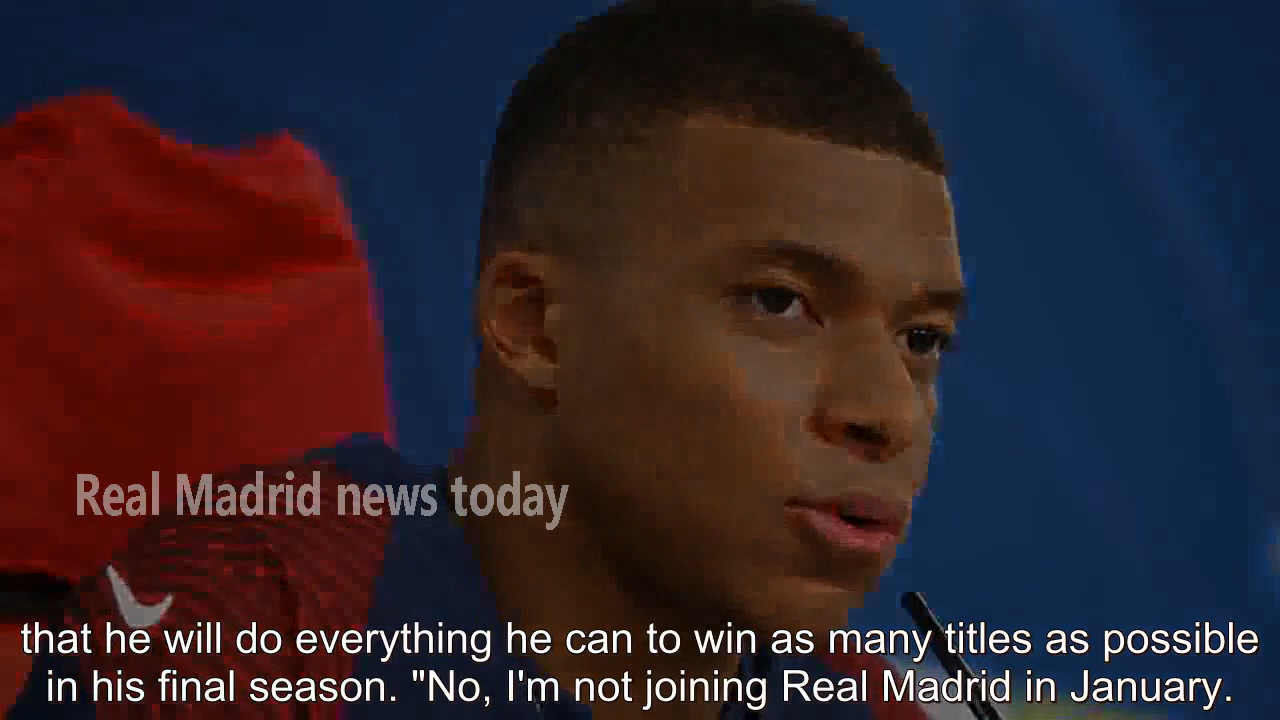 Real Madrid news today
that he will do everything he can to win as many titles as possible
in his final season. "No, I'm not joining Real Madrid in January.